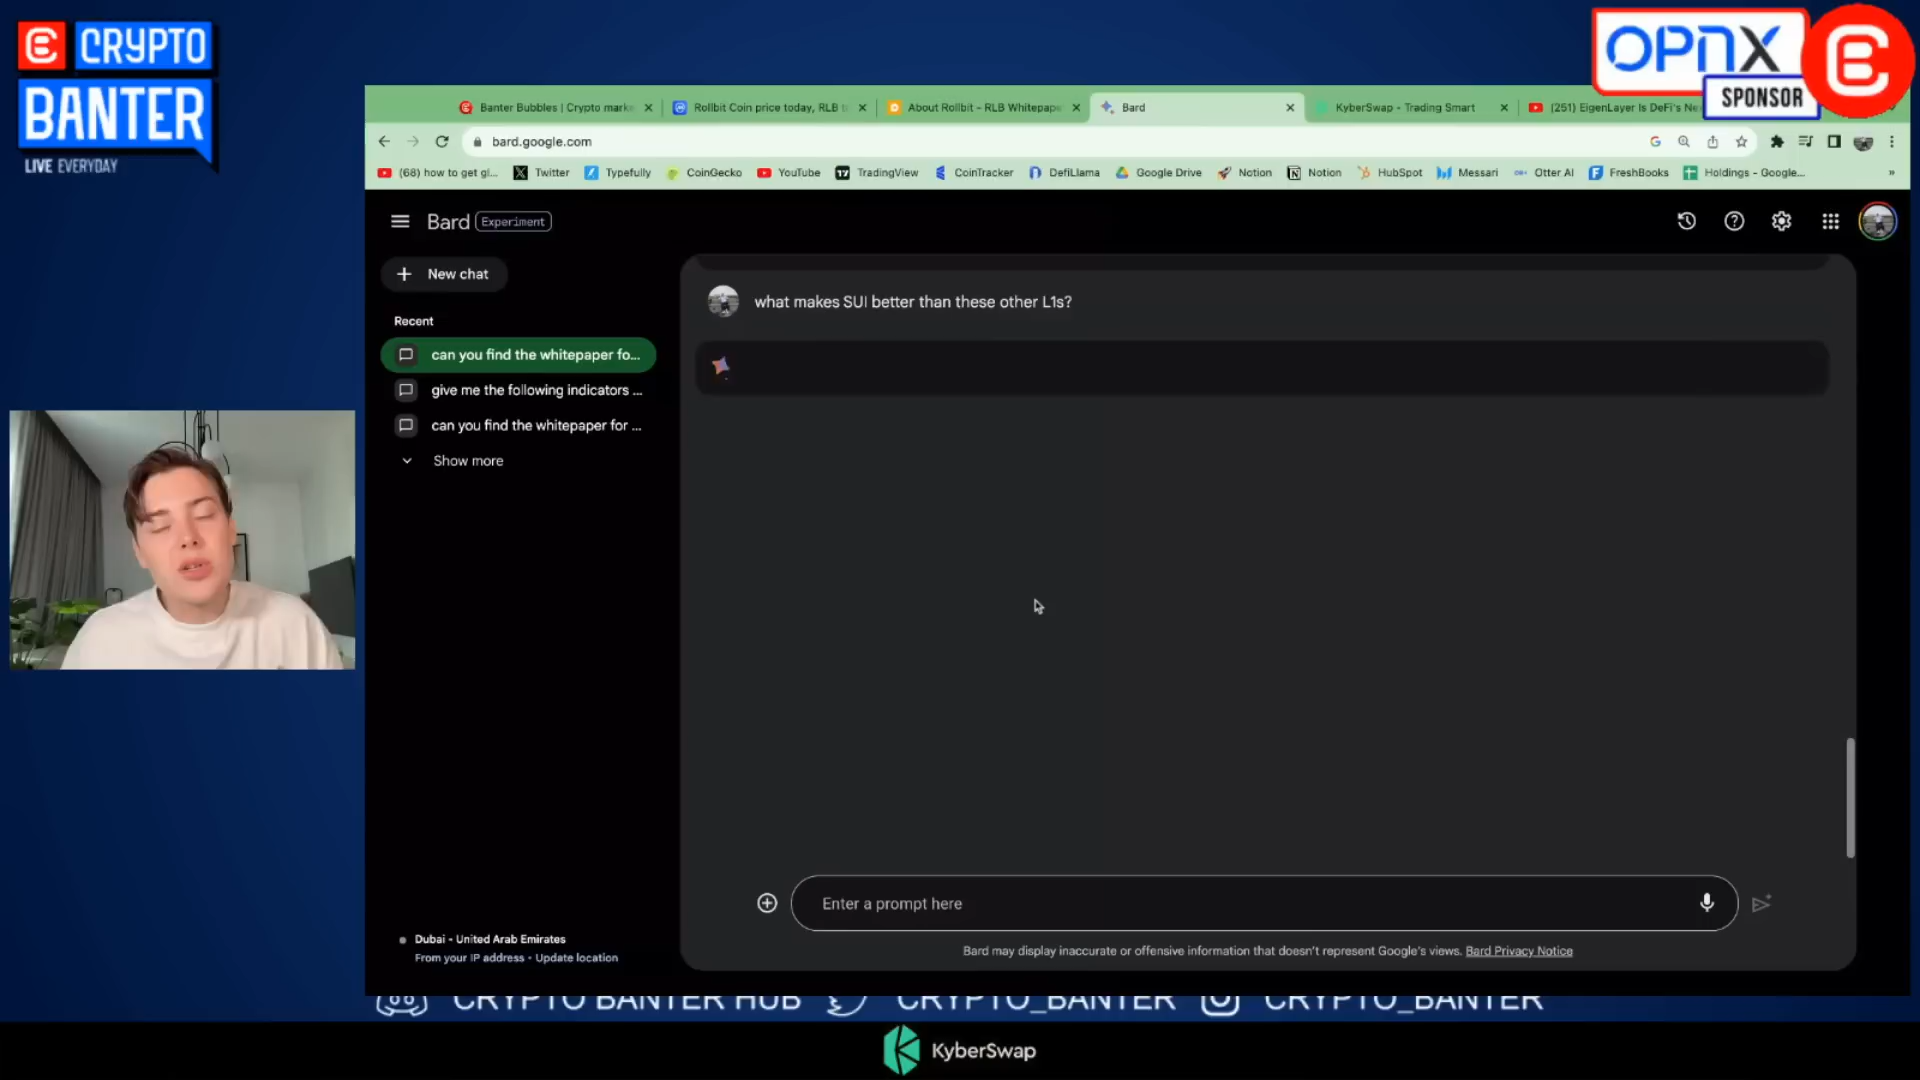 CRYPTO
BANTER
LIVE EVERYDAY
OPNX
SPONSOR
Banter Bubbles | Crypto mark
Rollbit Coin price today, RLB t
About Rollbit - RLB Whitepape
Bard
KyberSwap - Trading Smart
(251) EigenLayer Is DeFi's Ne
bard.google.com
(68) how to get gi...
Twitter
Typefully
CoinGecko
YouTube
TradingView
CoinTracker
DefiLlama
Google Drive
Notion
Notion
HubSpot
Messari
Otter AI
FreshBooks
Holdings - Google...
»
Bard Experiment
New chat
Recent
can you find the whitepaper fo...
give me the following indicators ...
can you find the whitepaper for ...
Show more
what makes SUI better than these other L1s?
Enter a prompt here
Bard may display inaccurate or offensive information that doesn't represent Google's views. Bard Privacy Notice
Dubai - United Arab Emirates
From your IP address • Update location
CRYPTO BANTER HUB
CRYPTO_BANTER
CRYPTO_BANTER
KyberSwap